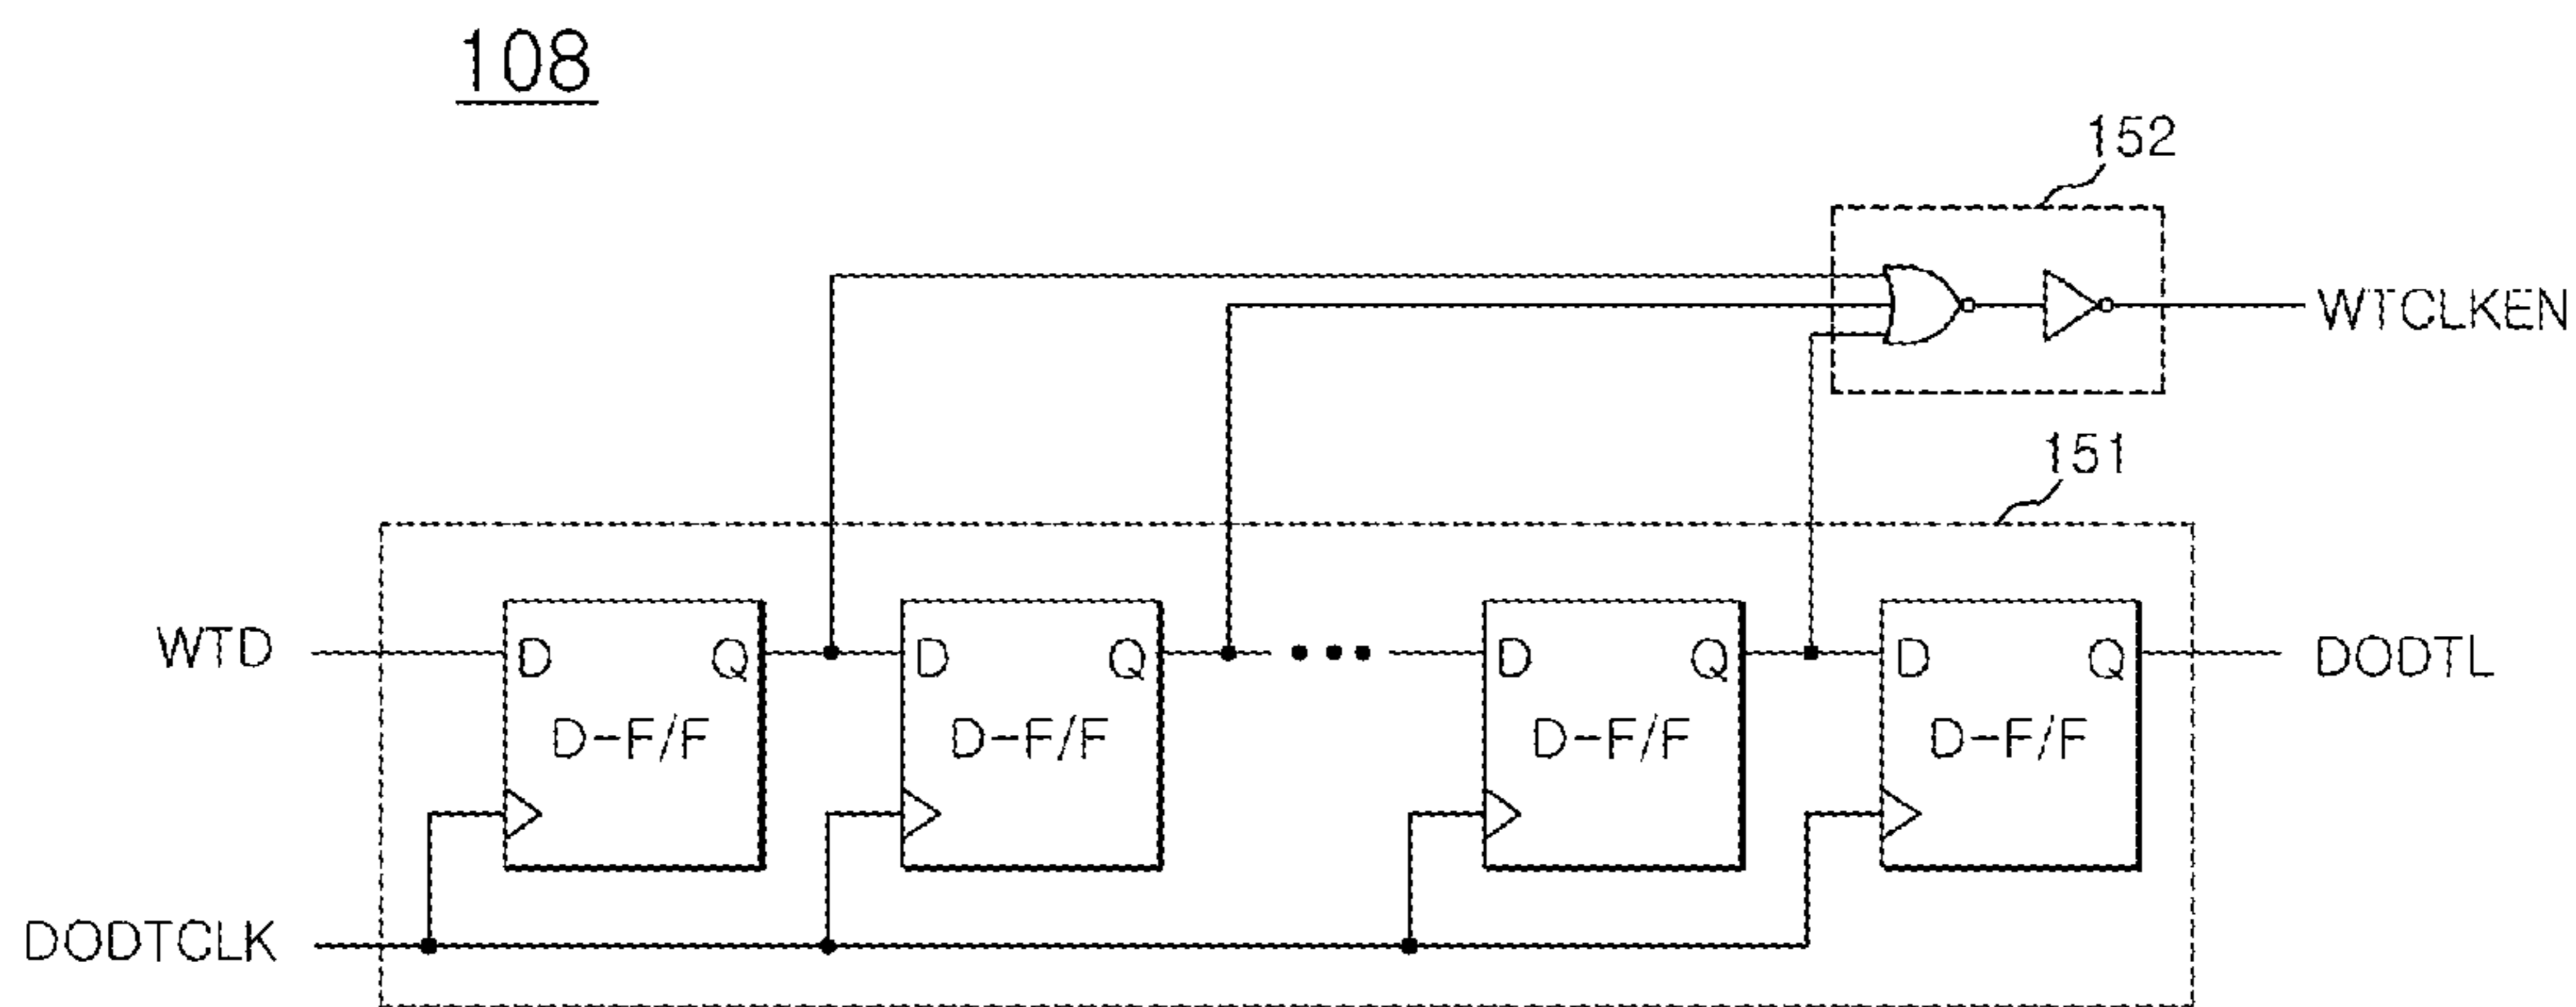 108
152
WTCLKEN
151
WTD D Q D Q D Q D Q DODTL
D-F/F D-F/F D-F/F D-F/F
DODTCLK